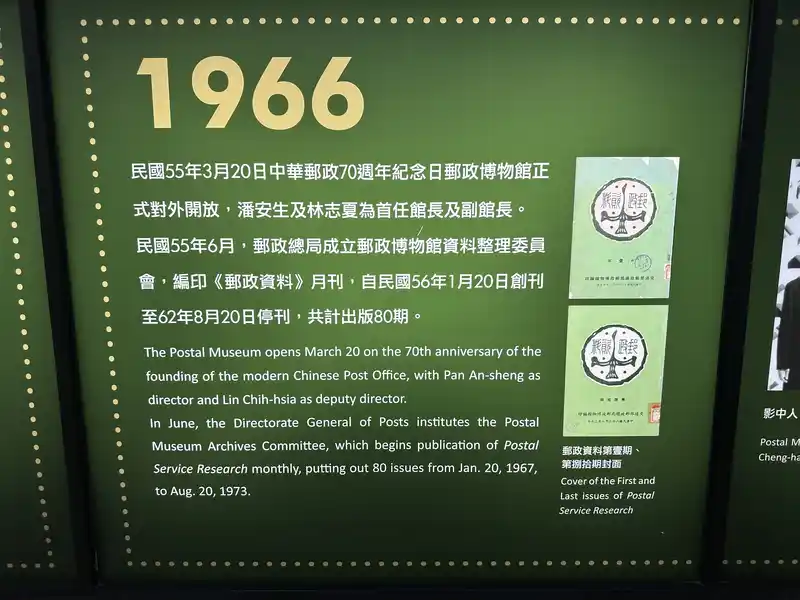 1966
民國55年3月20日中華郵政70週年紀念日郵政博物館正
式對外開放，潘安生及林志夏為首任館長及副館長。
民國55年6月，郵政總局成立郵政博物館資料整理委員
會，編印《郵政資料》月刊，自民國56年1月20日創刊
至62年8月20日停刊，共計出版80期。
The Postal Museum opens March 20 on the 70th anniversary of the
founding of the modern Chinese Post Office, with Pan An-sheng as
director and Lin Chih-hsia as deputy director.
In June, the Directorate General of Posts institutes the Postal
Museum Archives Committee, which begins publication of Postal
Service Research monthly, putting out 80 issues from Jan. 20, 1967,
to Aug. 20, 1973.
郵政資料第壹期、
第捌拾期封面
Cover of the First and
Last issues of Postal
Service Research
影中人
Postal M
Cheng-ha